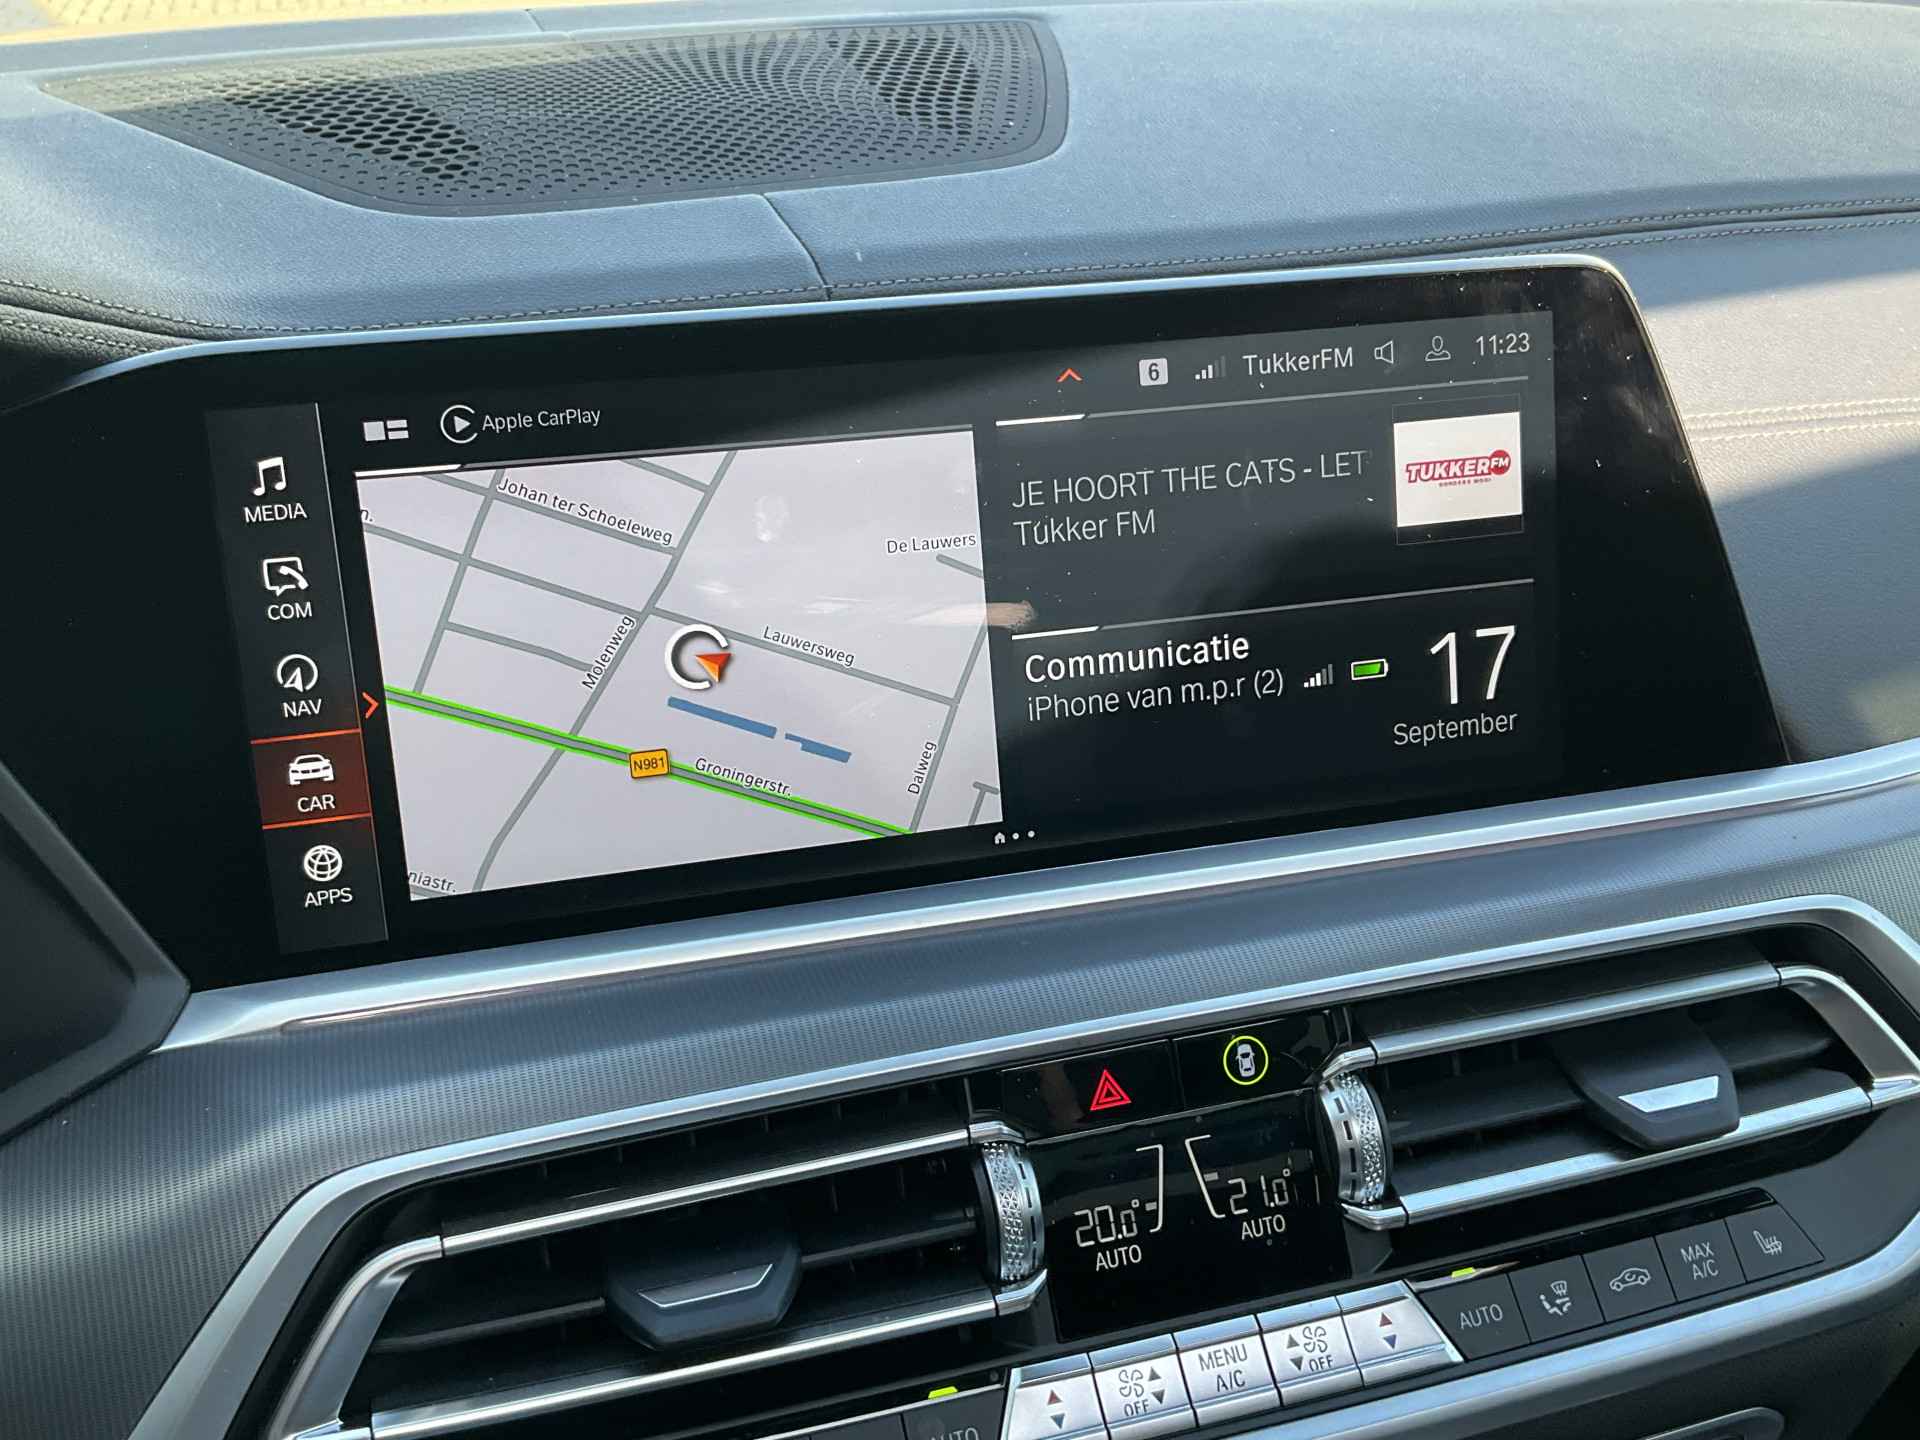 6 TukkerFM 11:23
Apple CarPlay
MEDIA
COM
NAV
CAR
APPS
Johan ter Schoeleweg
n.
De Lauwers
Lauwersweg
Molenweg
N981
Groningerstr.
Dalweg
niastr.
JE HOORT THE CATS - LET
Tukker FM
TUKKER FM
Communicatie
iPhone van m.p.r (2)
17
September
20.0°
AUTO
21.0°
AUTO
AUTO
OFF
MENU
A/C
OFF
AUTO
MAX
A/C